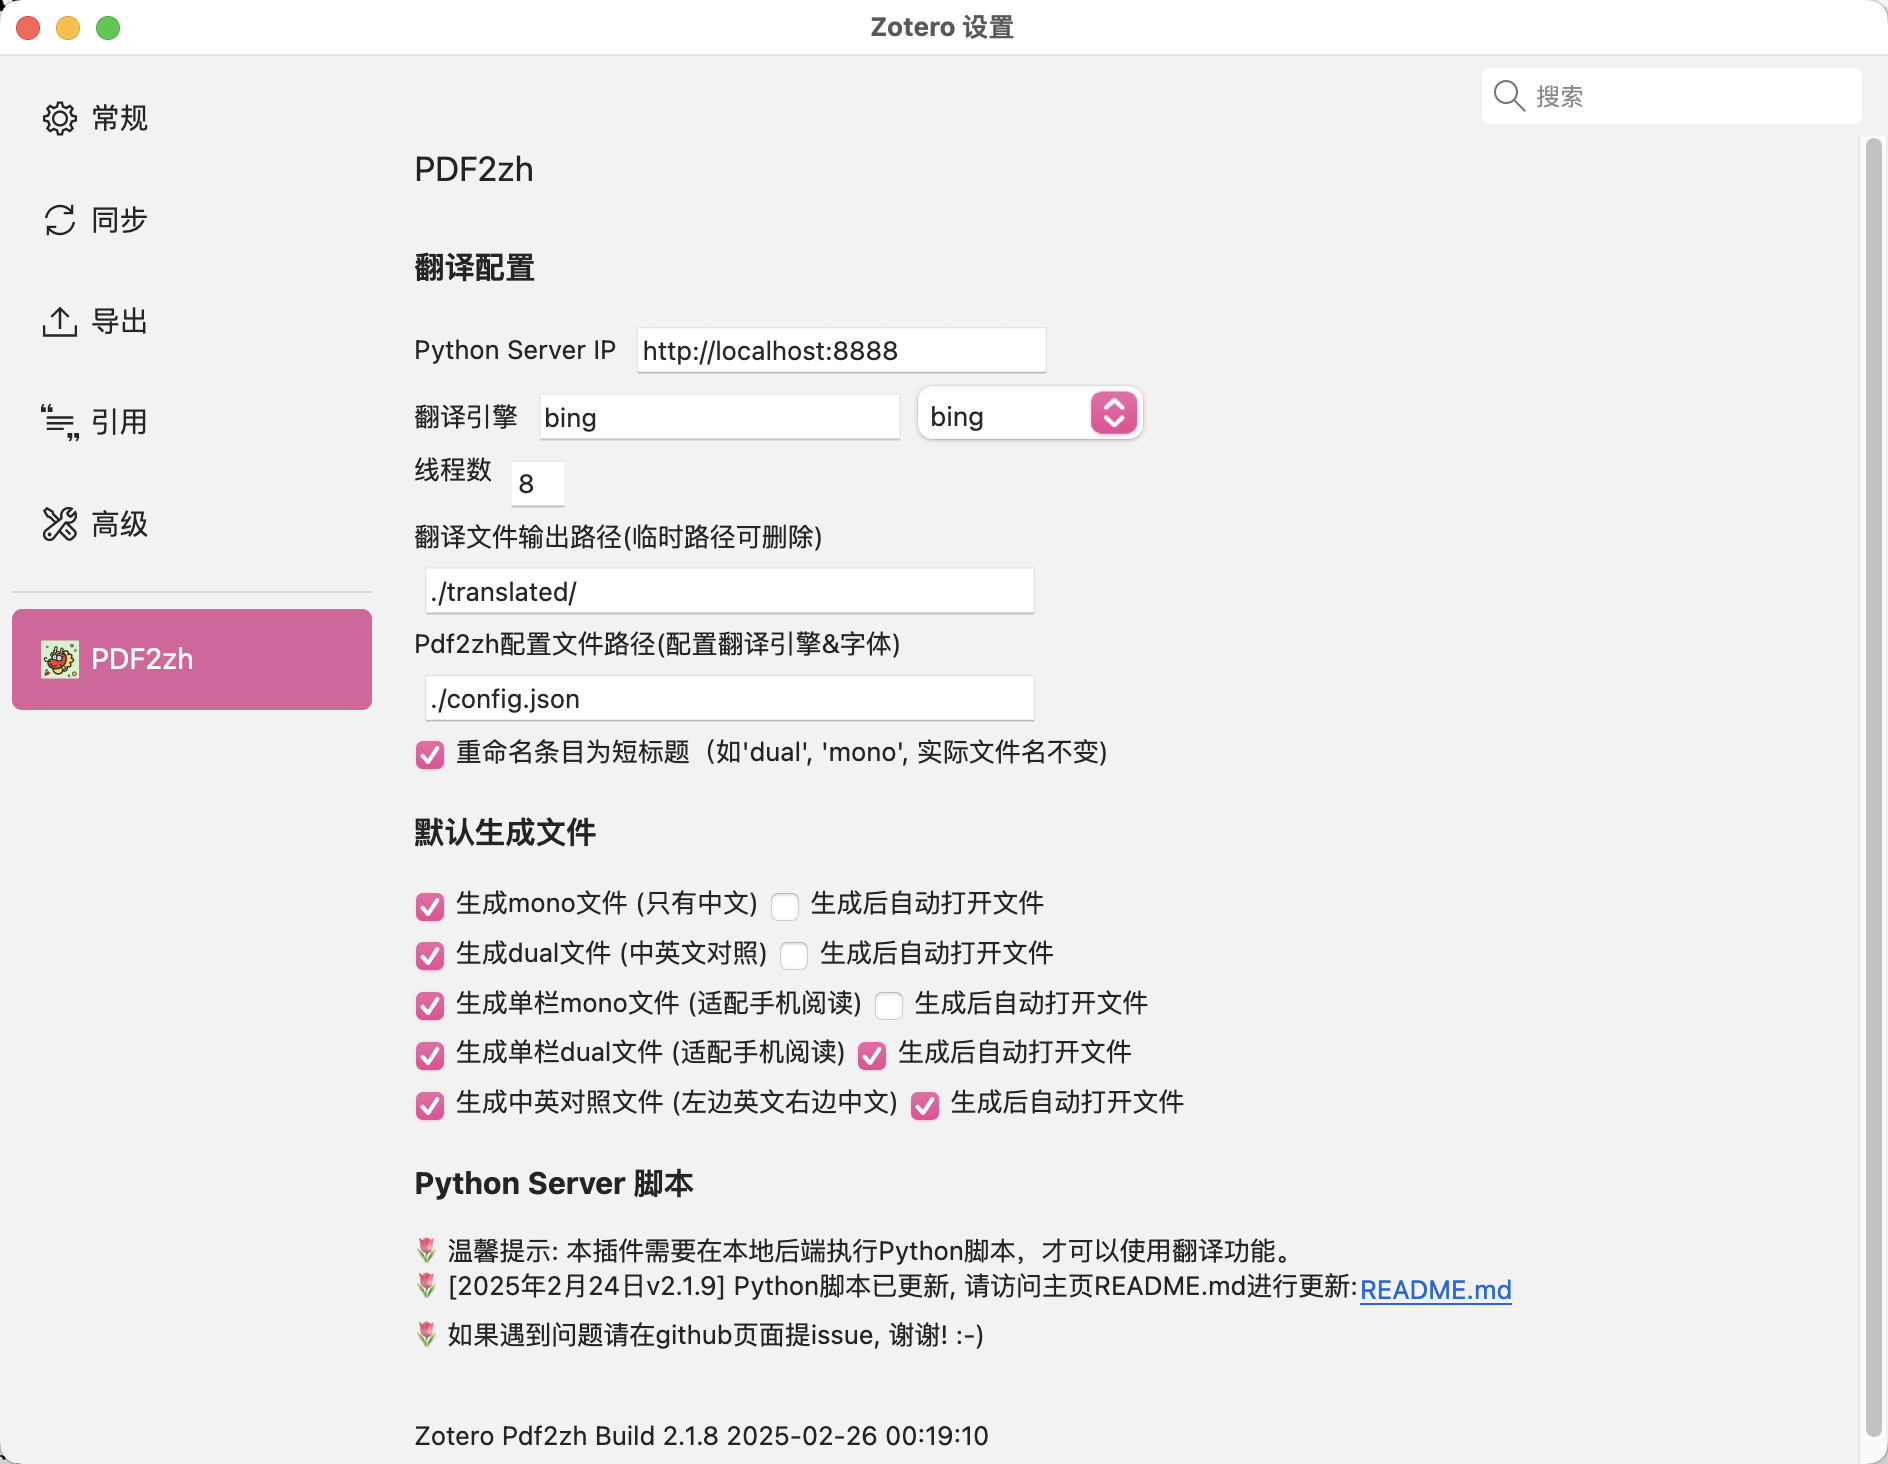 Zotero 设置
搜索
常规
同步
导出
引用
高级
PDF2zh
PDF2zh
翻译配置
Python Server IP http://localhost:8888
翻译引擎 bing bing
线程数 8
翻译文件输出路径(临时路径可删除)
./translated/
Pdf2zh配置文件路径(配置翻译引擎&字体)
./config.json
重命名条目为短标题（如'dual', 'mono', 实际文件名不变)
默认生成文件
生成mono文件 (只有中文) 生成后自动打开文件
生成dual文件 (中英文对照) 生成后自动打开文件
生成单栏mono文件 (适配手机阅读) 生成后自动打开文件
生成单栏dual文件 (适配手机阅读) 生成后自动打开文件
生成中英对照文件 (左边英文右边中文) 生成后自动打开文件
Python Server 脚本
🌷 温馨提示: 本插件需要在本地后端执行Python脚本，才可以使用翻译功能。
🌷 [2025年2月24日v2.1.9] Python脚本已更新, 请访问主页README.md进行更新:README.md
🌷 如果遇到问题请在github页面提issue, 谢谢! :-)
Zotero Pdf2zh Build 2.1.8 2025-02-26 00:19:10